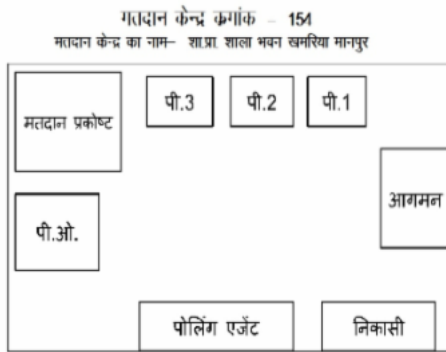 मतदान केन्द्र क्रमांक - 154
मतदान केन्द्र का नाम– शा.प्रा. शाला भवन खमरिया मानपुर
मतदान प्रकोष्ट
पी.3
पी.2
पी.1
आगमन
पी.ओ.
पोलिंग एजेंट
निकासी